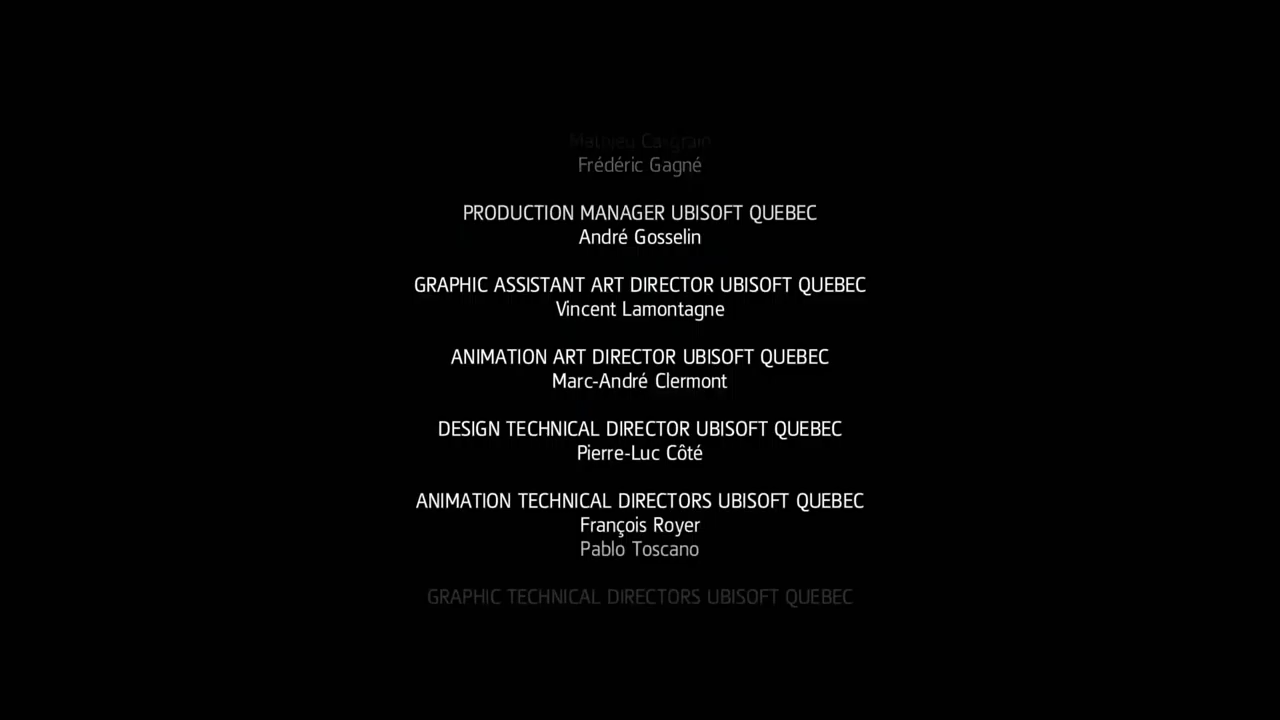 Frédéric Gagné
PRODUCTION MANAGER UBISOFT QUEBEC
André Gosselin
GRAPHIC ASSISTANT ART DIRECTOR UBISOFT QUEBEC
Vincent Lamontagne
ANIMATION ART DIRECTOR UBISOFT QUEBEC
Marc-André Clermont
DESIGN TECHNICAL DIRECTOR UBISOFT QUEBEC
Pierre-Luc Côté
ANIMATION TECHNICAL DIRECTORS UBISOFT QUEBEC
François Royer
Pablo Toscano
GRAPHIC TECHNICAL DIRECTORS UBISOFT QUEBEC